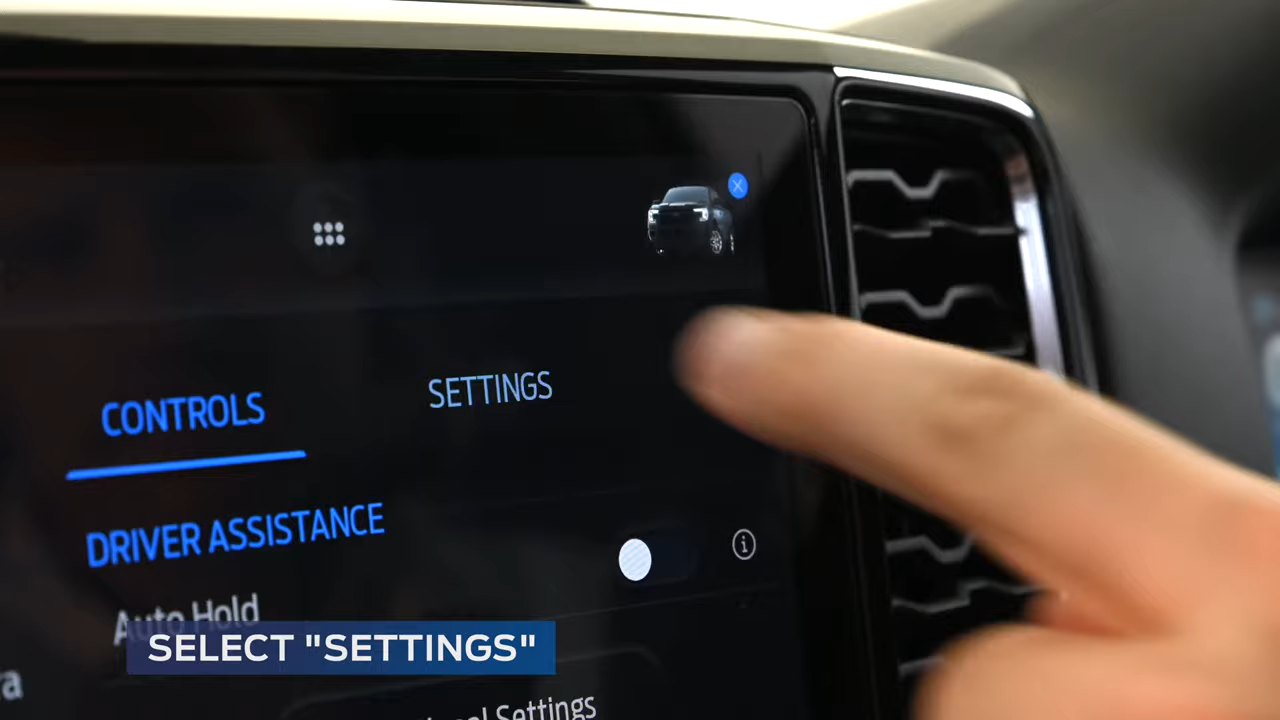 CONTROLS
SETTINGS
DRIVER ASSISTANCE
Auto Hold
SELECT "SETTINGS"
Settings